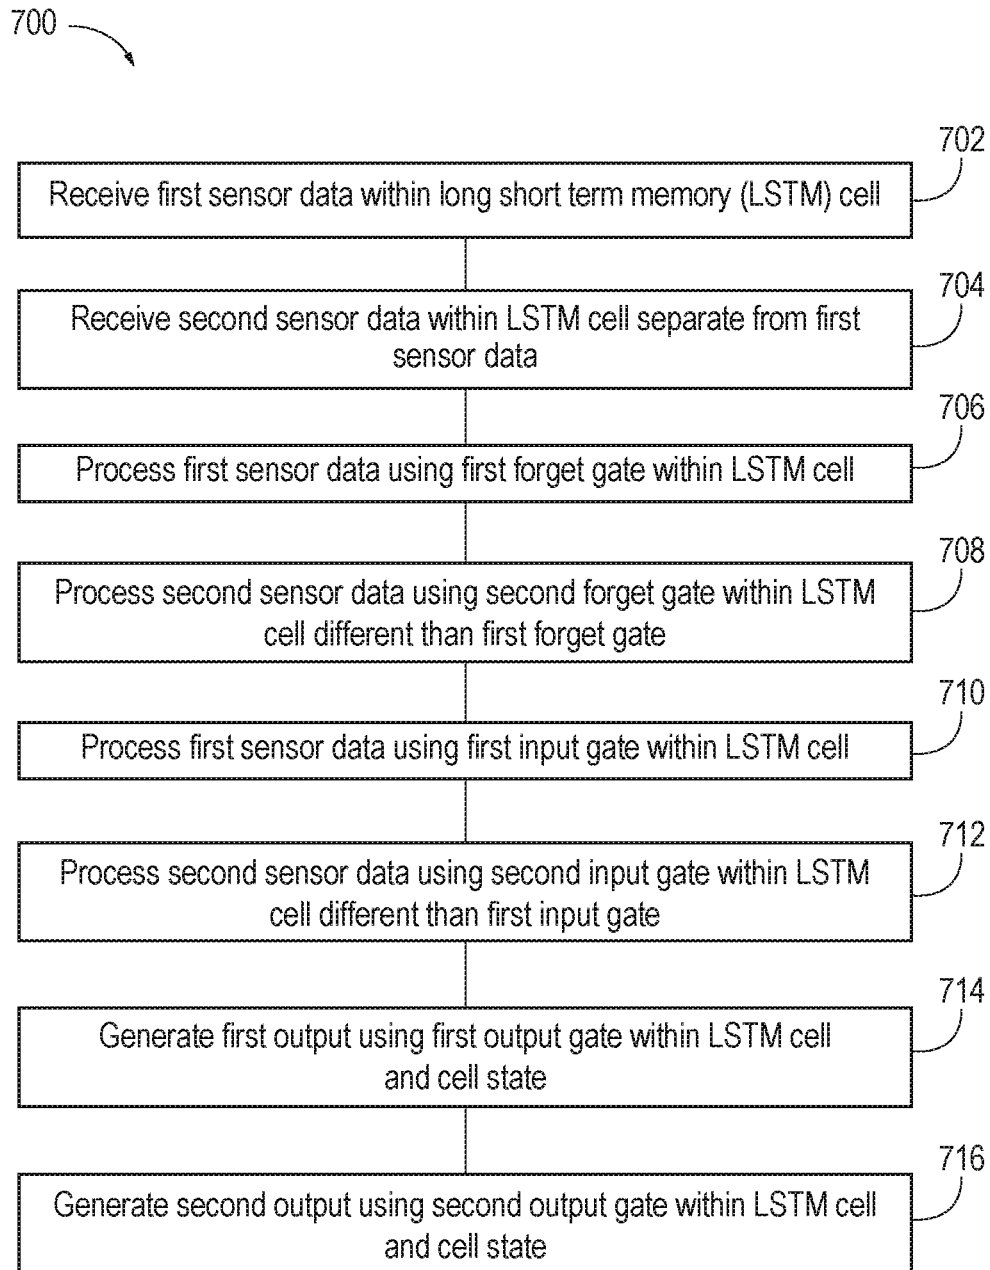 700
702
Receive first sensor data within long short term memory (LSTM) cell
704
Receive second sensor data within LSTM cell separate from first
sensor data
706
Process first sensor data using first forget gate within LSTM cell
708
Process second sensor data using second forget gate within LSTM
cell different than first forget gate
710
Process first sensor data using first input gate within LSTM cell
712
Process second sensor data using second input gate within LSTM
cell different than first input gate
714
Generate first output using first output gate within LSTM cell
and cell state
716
Generate second output using second output gate within LSTM cell
and cell state